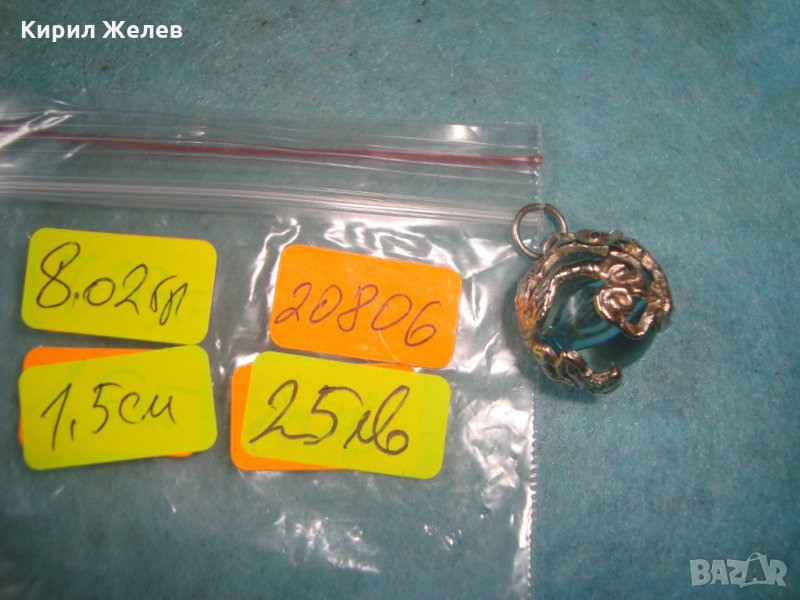 Кирил Желев
8.02гр
20806
1,5см
25лв
BAZAR